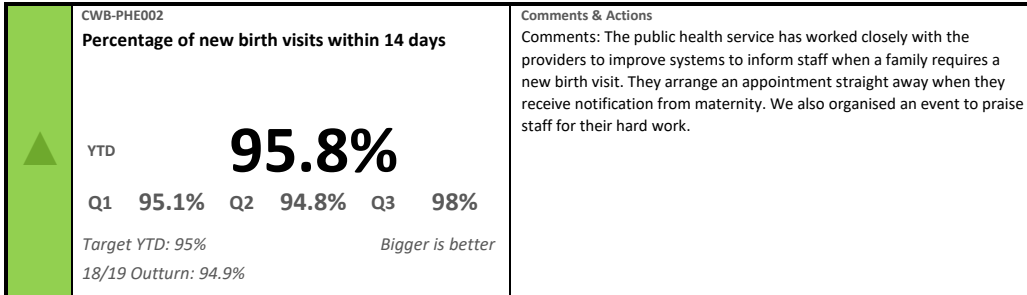 CWB-PHE002
Percentage of new birth visits within 14 days
YTD 95.8%
Q1 95.1% Q2 94.8% Q3 98%
Target YTD: 95% Bigger is better
18/19 Outturn: 94.9%
Comments & Actions
Comments: The public health service has worked closely with the
providers to improve systems to inform staff when a family requires a
new birth visit. They arrange an appointment straight away when they
receive notification from maternity. We also organised an event to praise
staff for their hard work.